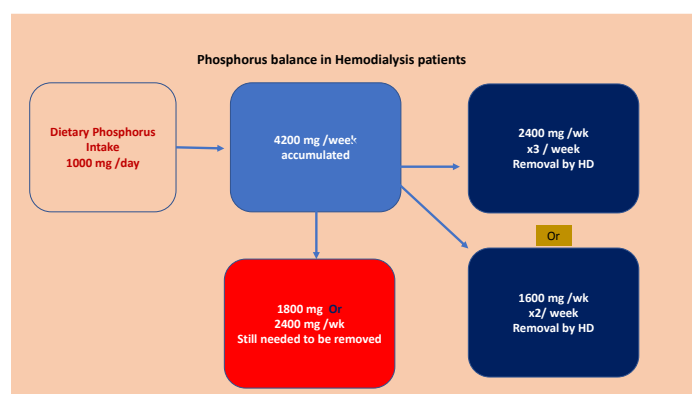 Phosphorus balance in Hemodialysis patients
Dietary Phosphorus
Intake
1000 mg /day
4200 mg /week
accumulated
2400 mg /wk
x3 / week
Removal by HD
Or
1600 mg /wk
x2/ week
Removal by HD
1800 mg Or
2400 mg /wk
Still needed to be removed